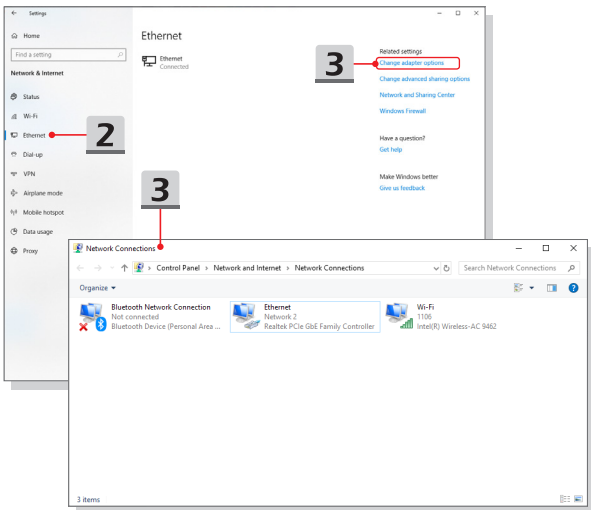 Settings
Home
Find a setting
Network & Internet
Status
Wi-Fi
Ethernet
Dial-up
VPN
Airplane mode
Mobile hotspot
Data usage
Proxy
2
Ethernet
Ethernet
Connected
3
Related settings
Change adapter options
Change advanced sharing options
Network and Sharing Center
Windows Firewall
Have a question?
Get help
Make Windows better
Give us feedback
3
Network Connections
Control Panel › Network and Internet › Network Connections
Search Network Connections
Organize
Bluetooth Network Connection
Not connected
Bluetooth Device (Personal Area ...
Ethernet
Network 2
Realtek PCIe GbE Family Controller
Wi-Fi
1106
Intel(R) Wireless-AC 9462
3 items